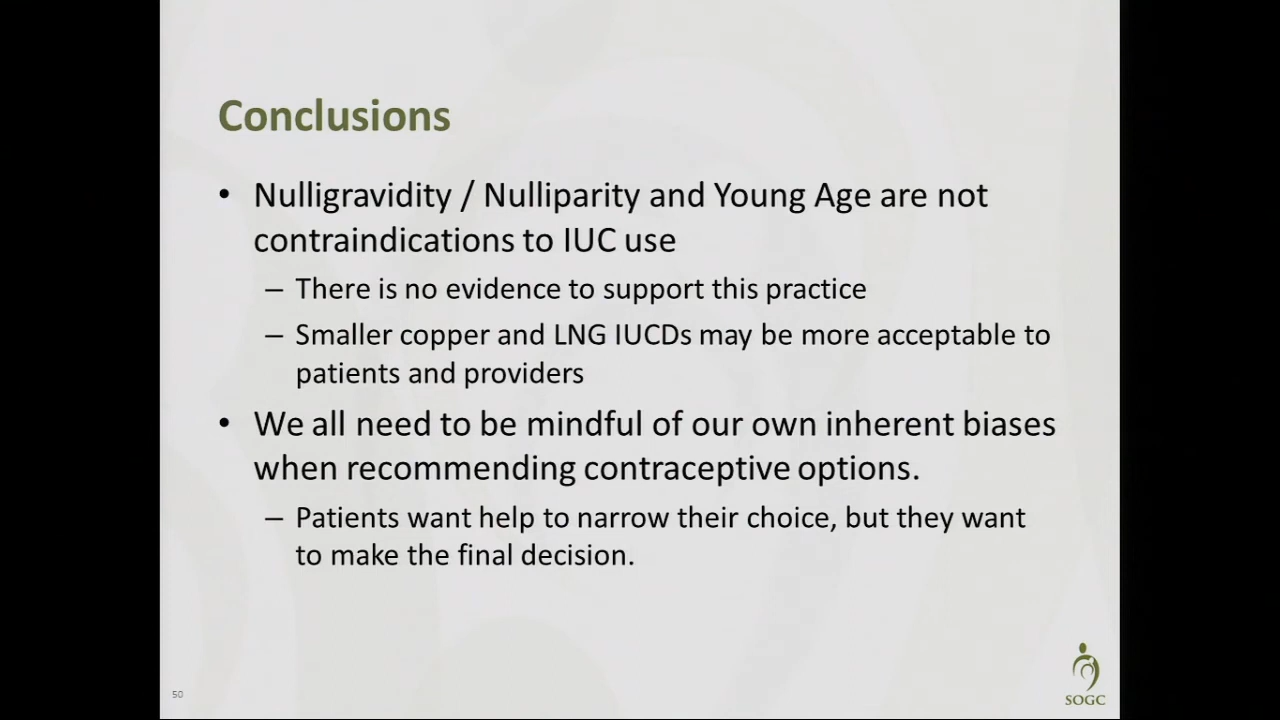 Conclusions
• Nulligravidity / Nulliparity and Young Age are not
contraindications to IUC use
– There is no evidence to support this practice
– Smaller copper and LNG IUCDs may be more acceptable to
patients and providers
• We all need to be mindful of our own inherent biases
when recommending contraceptive options.
– Patients want help to narrow their choice, but they want
to make the final decision.
50
SOGC